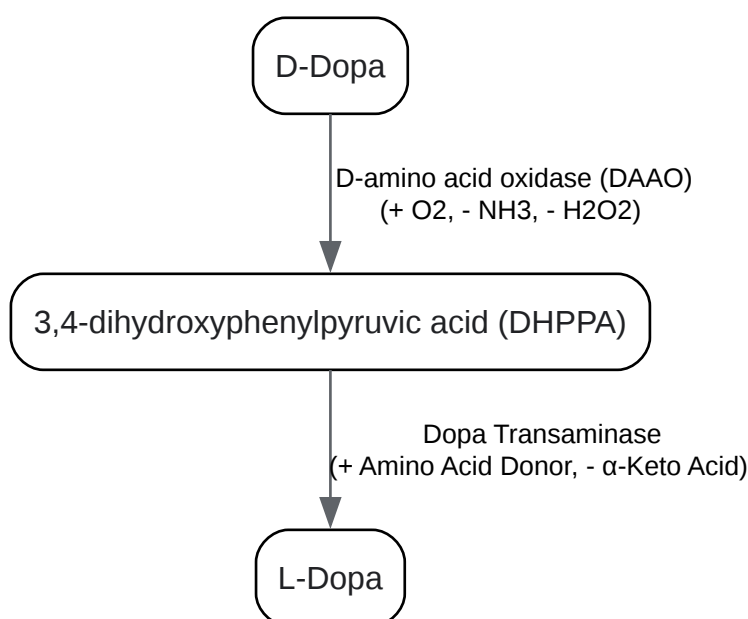 D-Dopa
D-amino acid oxidase (DAAO)
(+ O2, - NH3, - H2O2)
3,4-dihydroxyphenylpyruvic acid (DHPPA)
Dopa Transaminase
(+ Amino Acid Donor, - α-Keto Acid)
L-Dopa